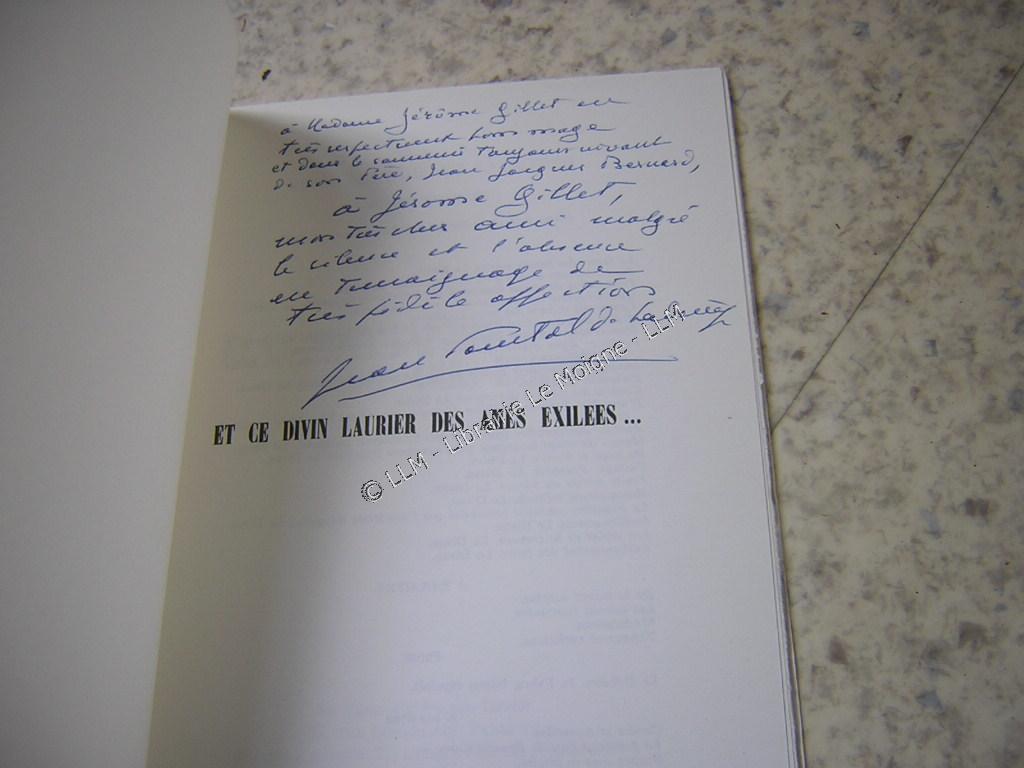 à Madame Jérôme Gillet en
très respectueux hommage
et dans le souvenir toujours vivant
de son Père, Jean Jacques Bernard,
à Jérôme Gillet,
mon très cher ami malgré
le silence et l'absence
en témoignage de
très fidèle affection
Jean Pourtal de Ladevèze
ET CE DIVIN LAURIER DES AMES EXILEES...
© LLM - Librairie Le Moigne - LLM